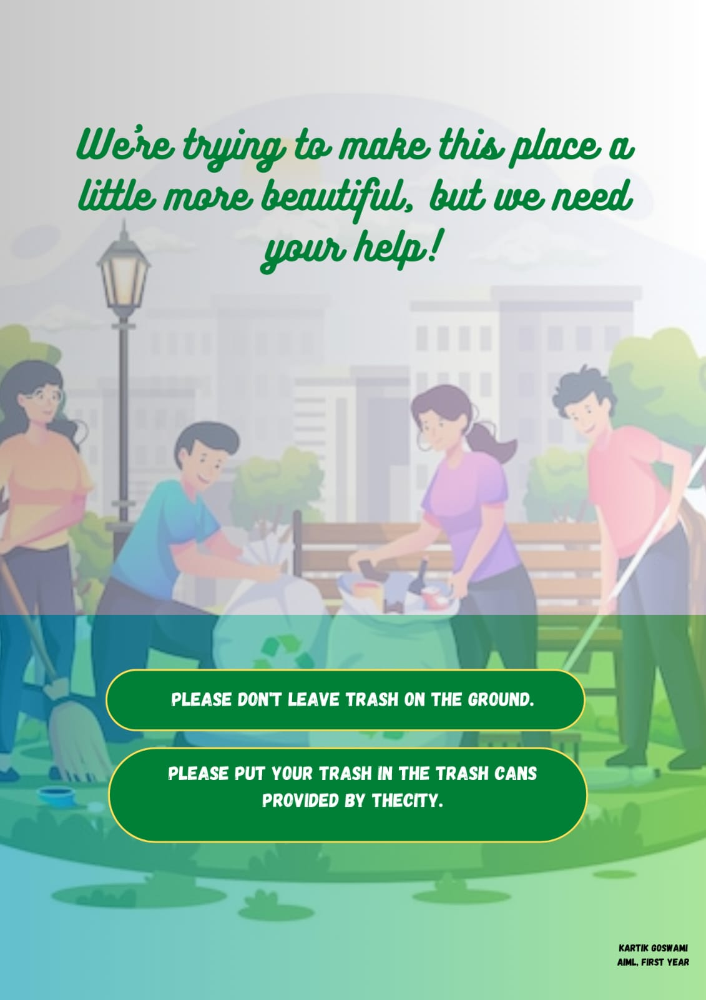 We're trying to make this place a
little more beautiful, but we need
your help!
PLEASE DON'T LEAVE TRASH ON THE GROUND.
PLEASE PUT YOUR TRASH IN THE TRASH CANS
PROVIDED BY THECITY.
KARTIK GOSWAMI
AIML, FIRST YEAR